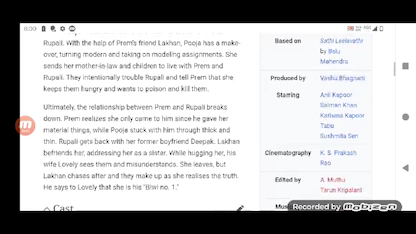 8:00
Rupali. With the help of Prem's friend Lakhan, Pooja has a make-
over, turning modern and taking on modeling assignments. She
sends her mother-in law and children to live with Prem and
Rupali. They intentionally trouble Rupali and tell Prem that she
keeps them hungry and wants to poison and kill them.
Ultimately, the relationship between Prem and Rupali breaks
down. Prem realizes she only came to him since he gave her
material things, while Pooja stuck with him through thick and
thin. Rupali gets back with her former boyfriend Deepak. Lakhan
befriends her, addressing her as a sister. While hugging her, his
wife Lovely sees them and misunderstands. She leaves, but
Lakhan chases after and they make up as she realises the truth.
He says to Lovely that she is his "Biwi no. 1."
Cast
Based on
Sathi Leelavathi
by Balu
Mahendra
Produced by
Vashu Bhagnani
Starring
Anil Kapoor
Salman Khan
Karisma Kapoor
Tabu
Sushmita Sen
Cinematography
K. S. Prakash
Rao
Edited by
A. Muthu
Tarun Kripalani
Recorded by Mobizen